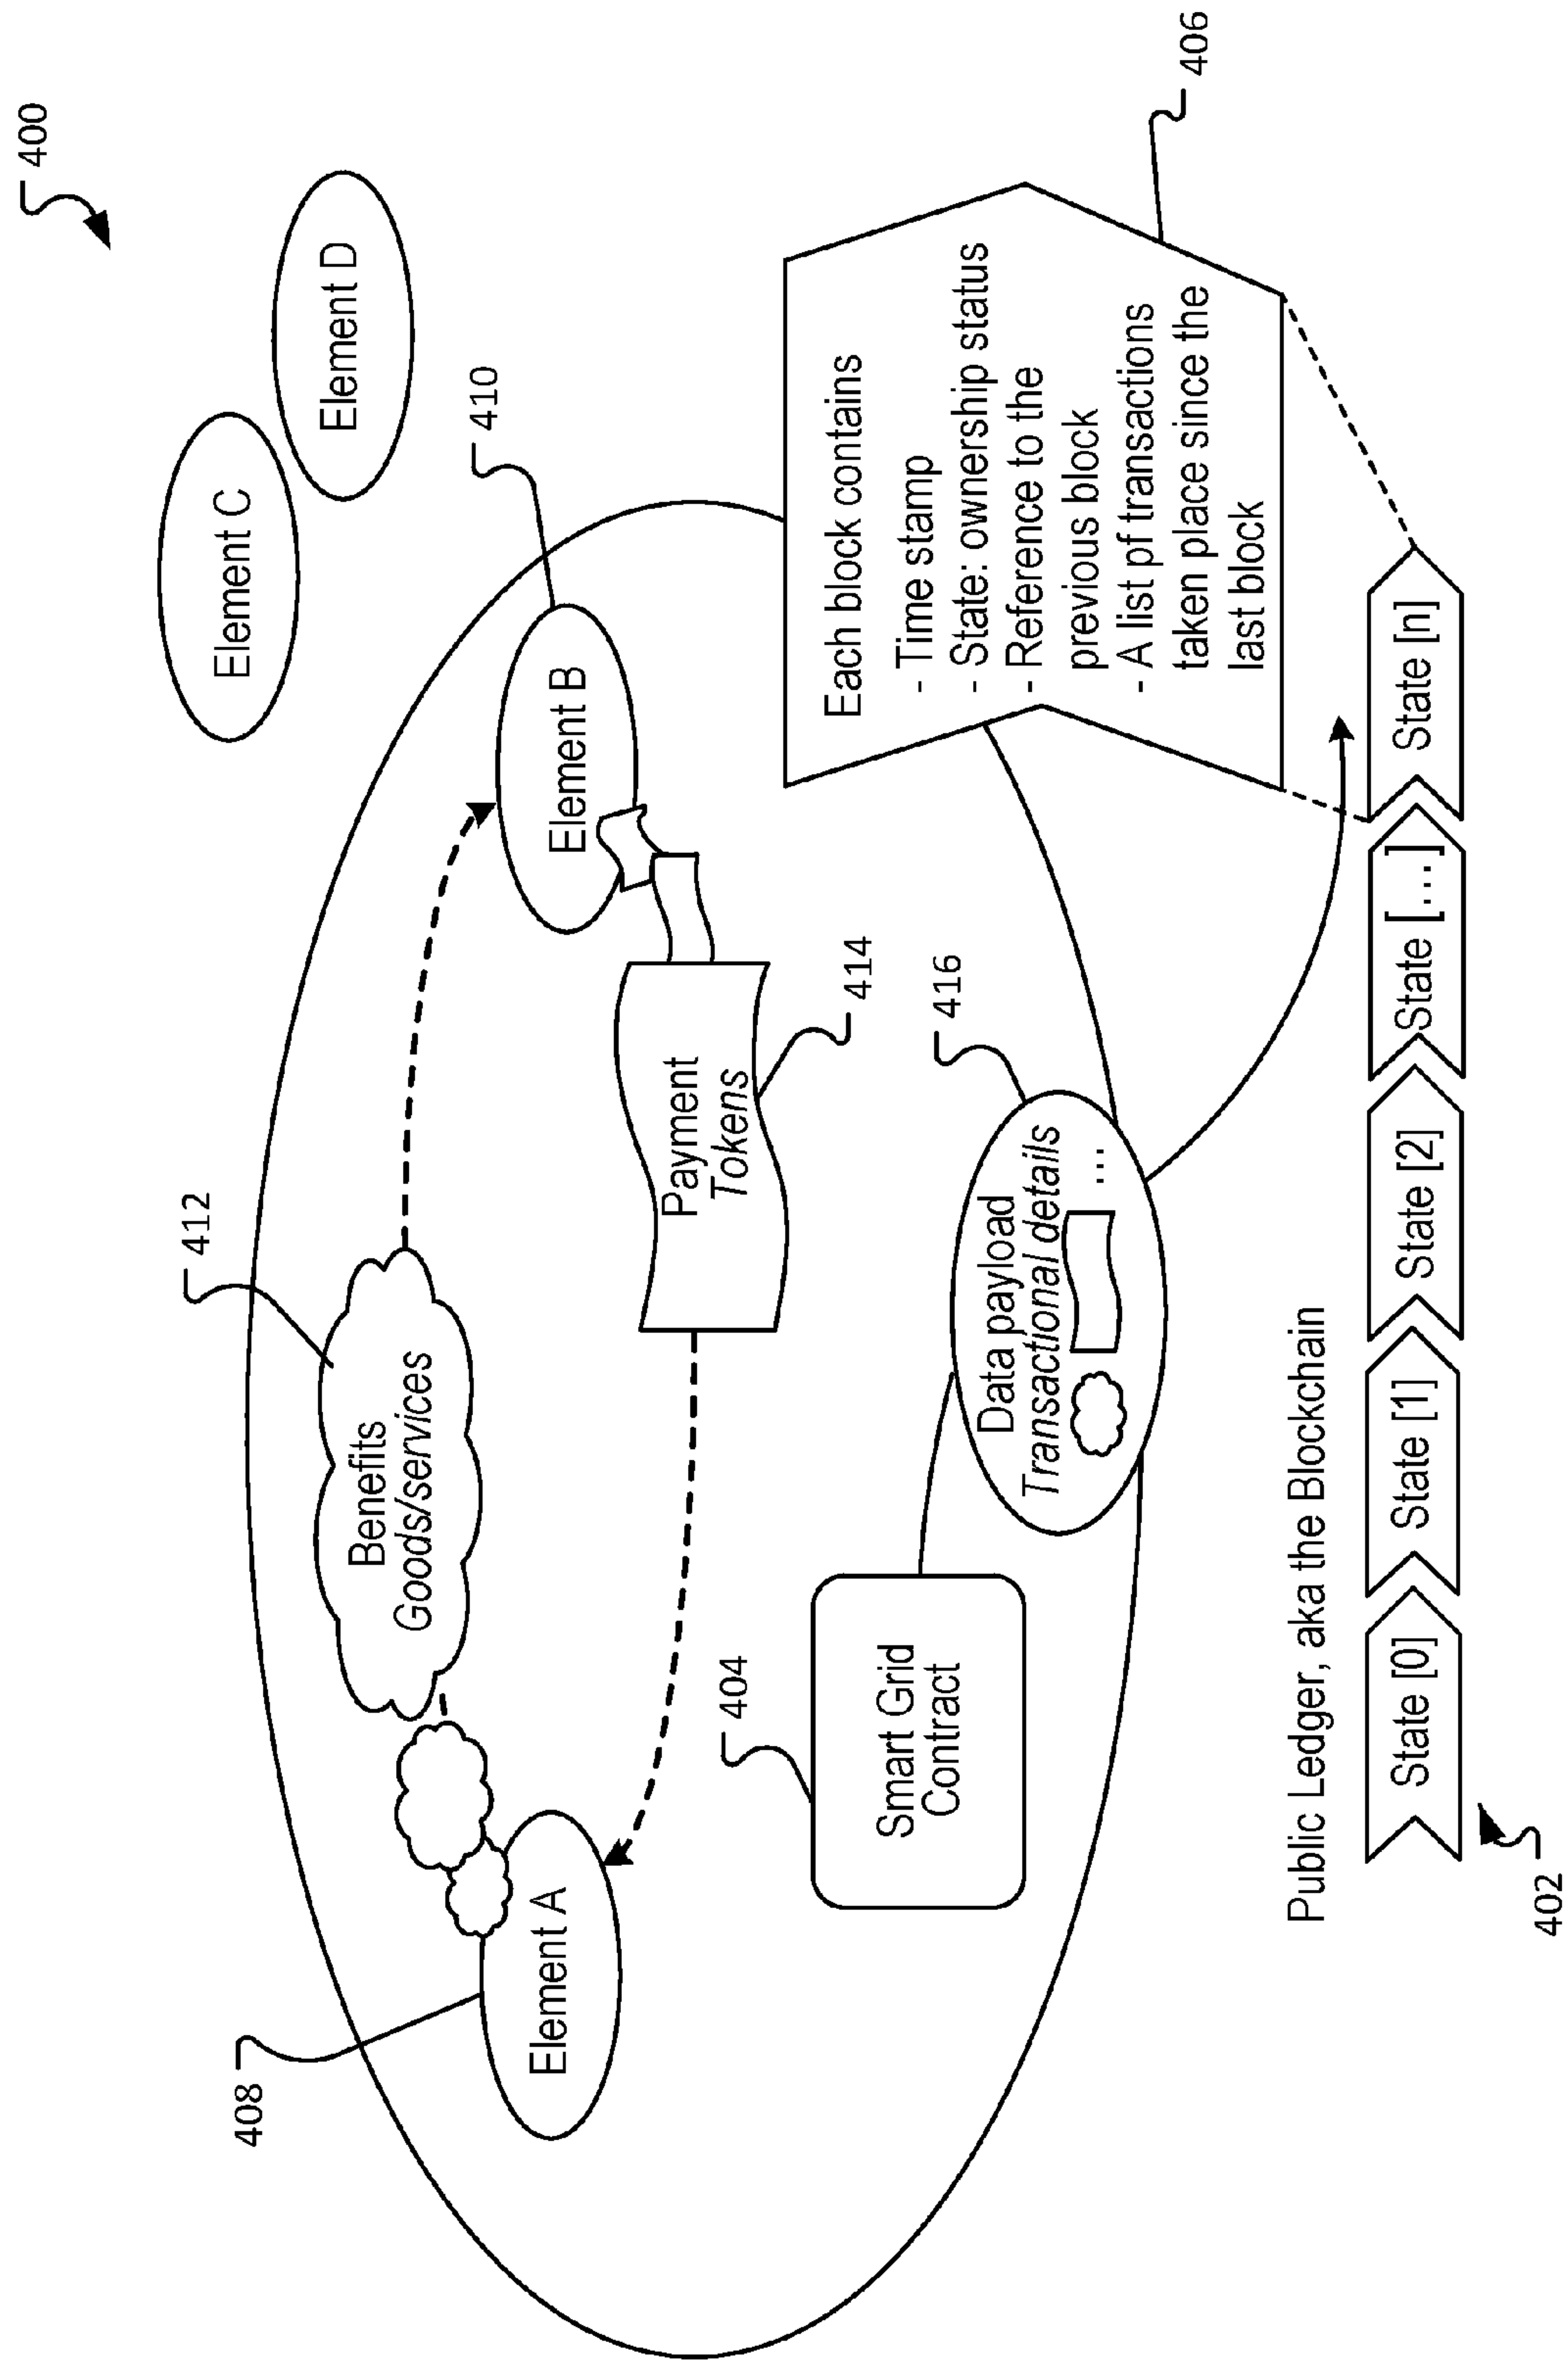 400
Element C
Element D
412
410
408
Benefits
Goods/services
Element A
Element B
Payment
Tokens
414
404
416
Smart Grid
Contract
Data payload
Transactional details
...
Each block contains
- Time stamp
- State: ownership status
- Reference to the
previous block
- A list pf transactions
taken place since the
last block
406
Public Ledger, aka the Blockchain
State [0]
State [1]
State [2]
State [...]
State [n]
402